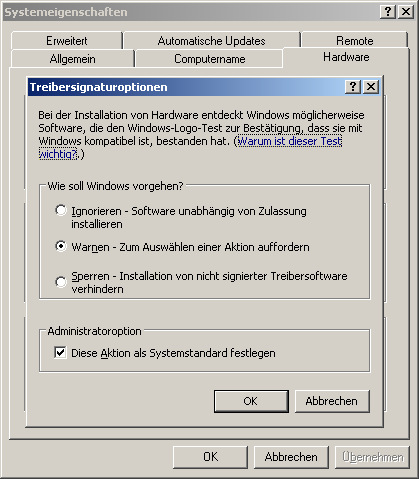 Systemeigenschaften
Erweitert Automatische Updates Remote
Allgemein Computername Hardware
Treibersignaturoptionen
Bei der Installation von Hardware entdeckt Windows möglicherweise
Software, die den Windows-Logo-Test zur Bestätigung, dass sie mit
Windows kompatibel ist, bestanden hat. (Warum ist dieser Test
wichtig?.)
Wie soll Windows vorgehen?
Ignorieren - Software unabhängig von Zulassung
installieren
Warnen - Zum Auswählen einer Aktion auffordern
Sperren - Installation von nicht signierter Treibersoftware
verhindern
Administratoroption
Diese Aktion als Systemstandard festlegen
OK Abbrechen
OK Abbrechen Übernehmen